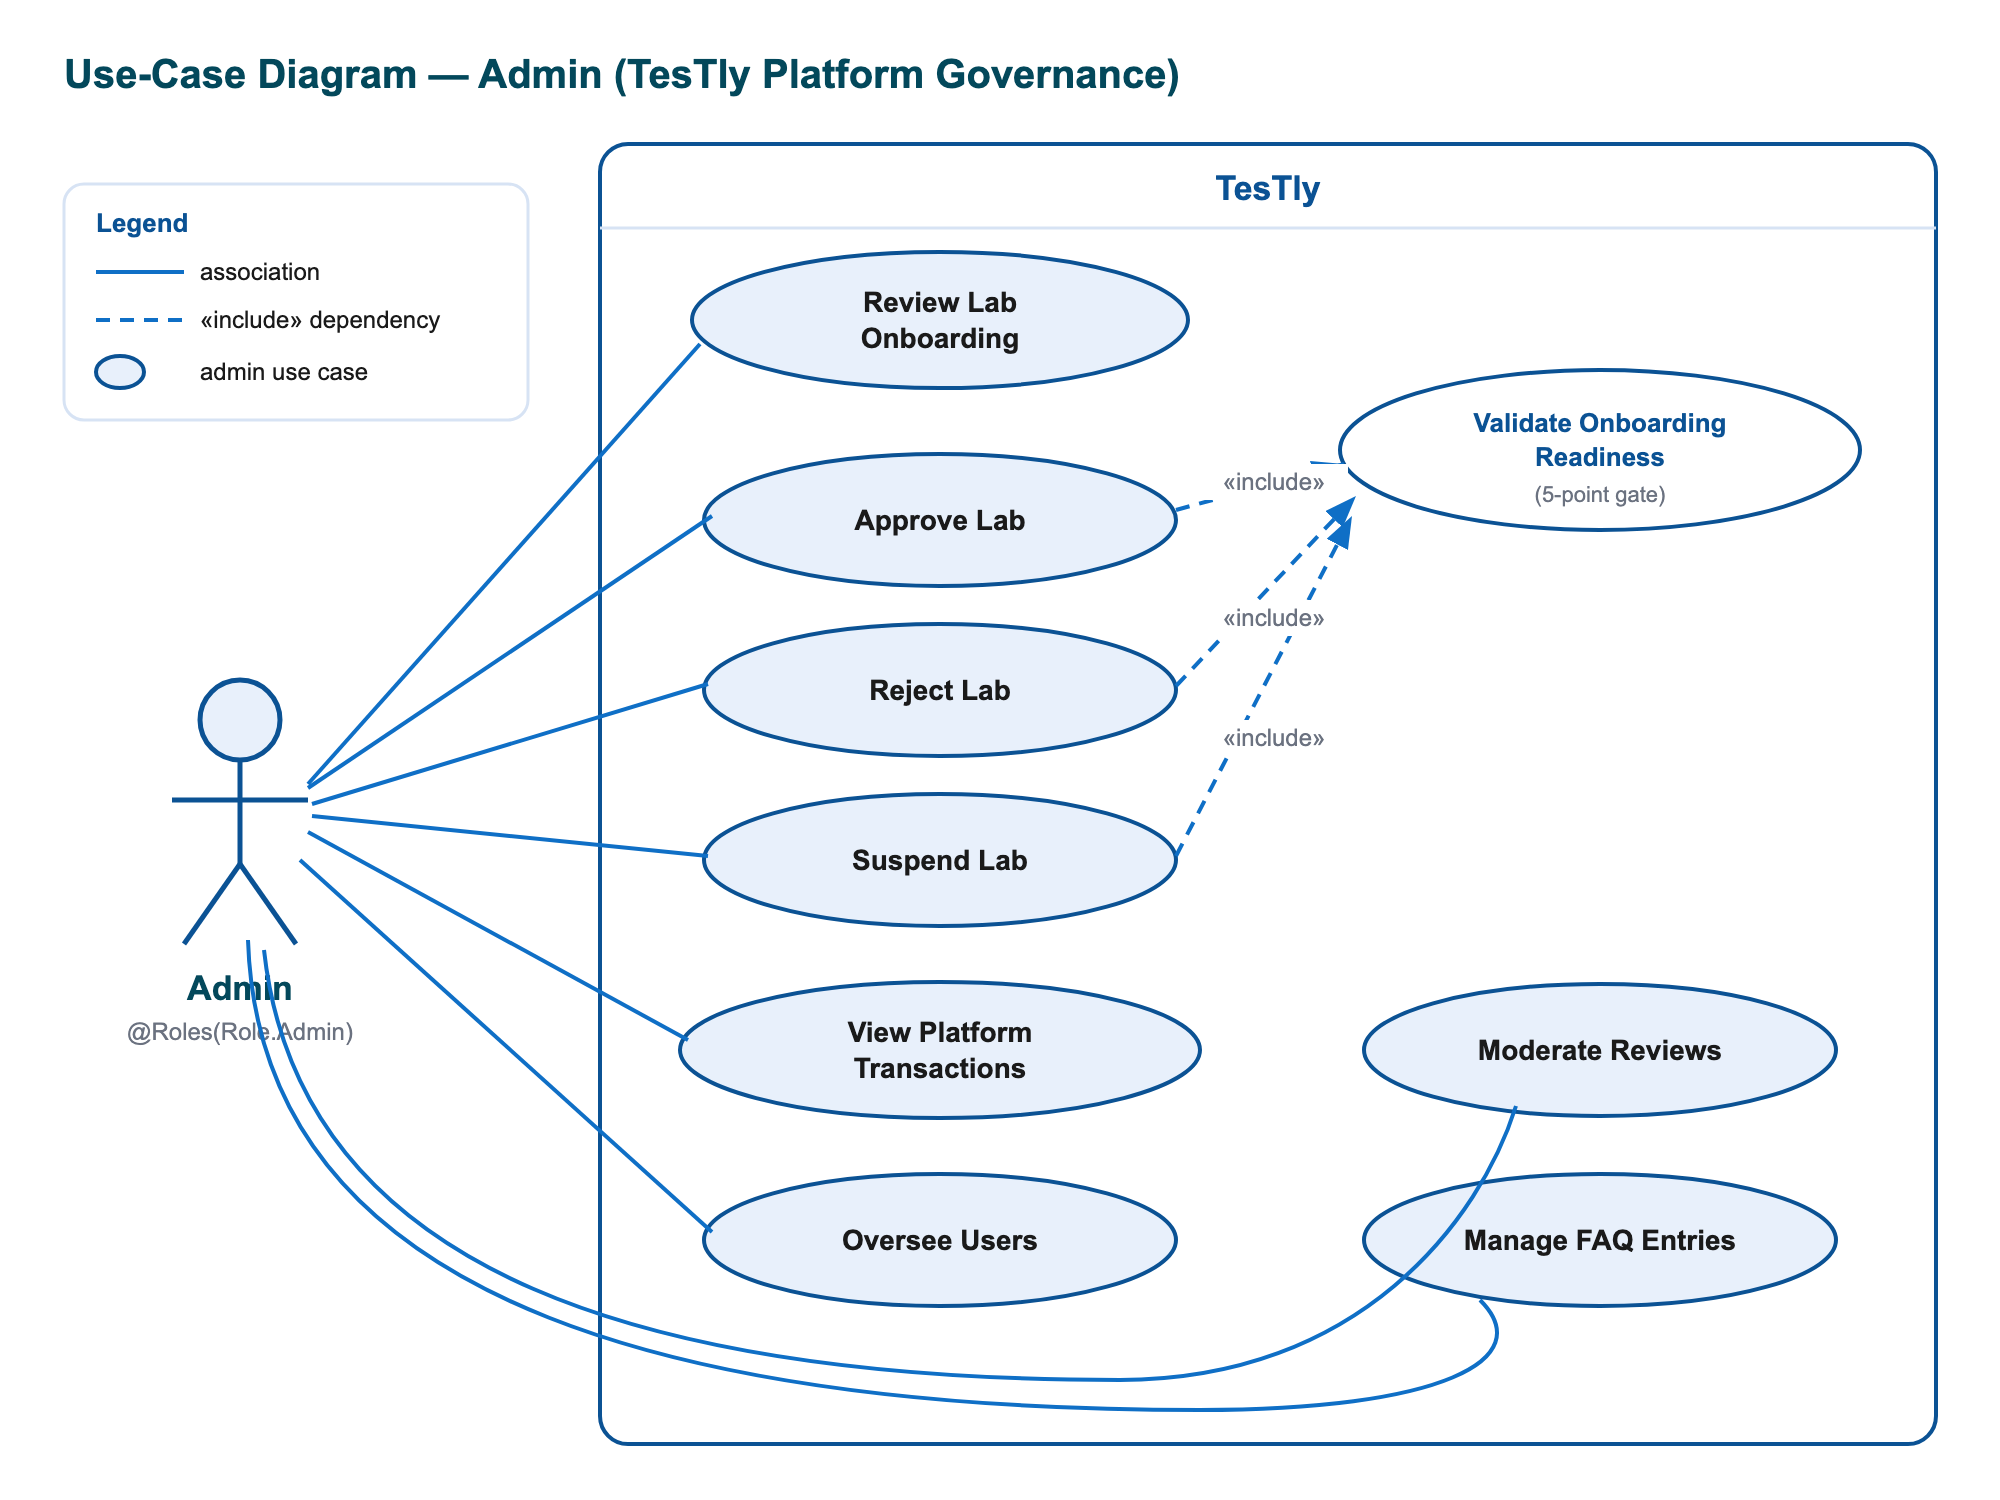 Use-Case Diagram — Admin (TesTly Platform Governance)
Legend
association
«include» dependency
admin use case
TesTly
Review Lab
Onboarding
Validate Onboarding
Readiness
(5-point gate)
«include»
Approve Lab
«include»
Reject Lab
«include»
Suspend Lab
Admin
@Roles(Role.Admin)
View Platform
Transactions
Moderate Reviews
Oversee Users
Manage FAQ Entries